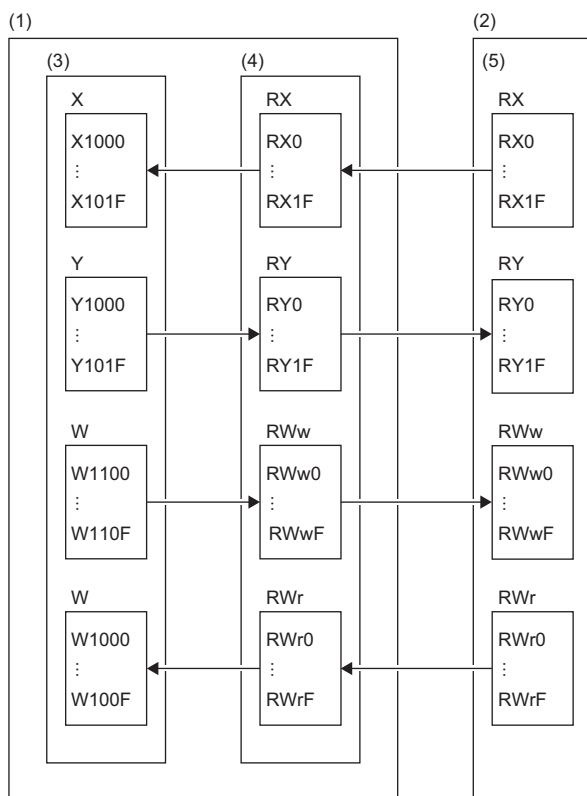 (1)
(2)
(3)
(4)
(5)
X
RX
RX
X1000
RX0
RX0
⋮
⋮
⋮
X101F
RX1F
RX1F
Y
RY
RY
Y1000
RY0
RY0
⋮
⋮
⋮
Y101F
RY1F
RY1F
W
RWw
RWw
W1100
RWw0
RWw0
⋮
⋮
⋮
W110F
RWwF
RWwF
W
RWr
RWr
W1000
RWr0
RWr0
⋮
⋮
⋮
W100F
RWrF
RWrF